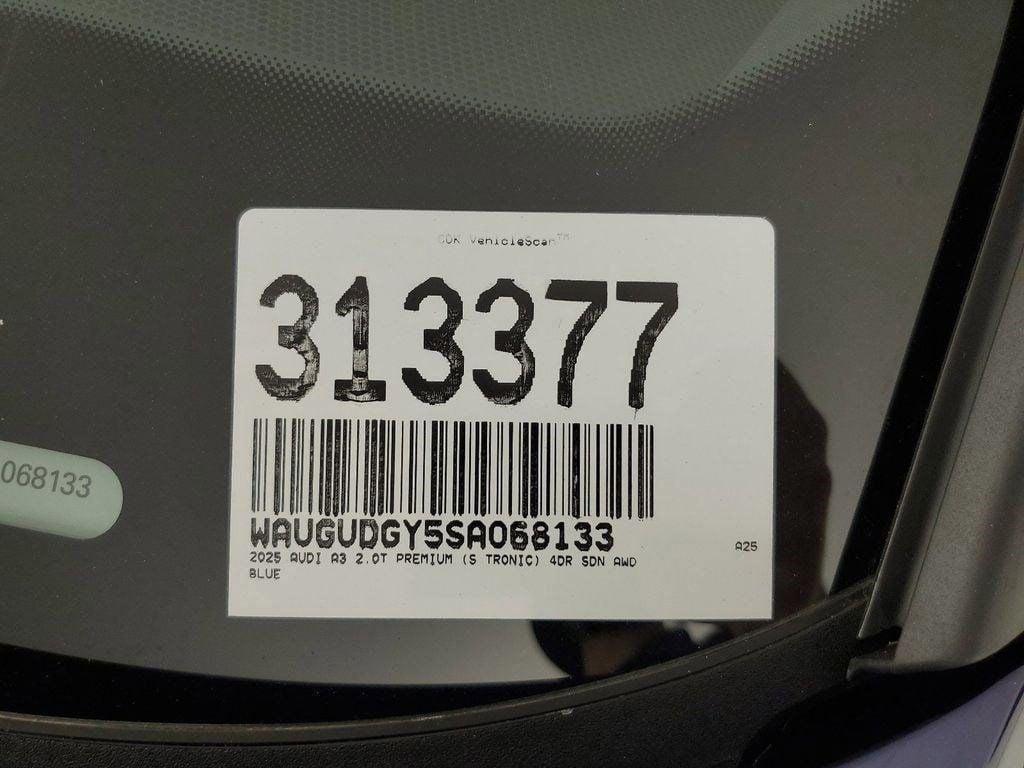 CDK VehicleScan™
313377
WAUGUDGY5SA068133
2025 AUDI A3 2.0T PREMIUM (S TRONIC) 4DR SDN AWD
BLUE
A25
068133